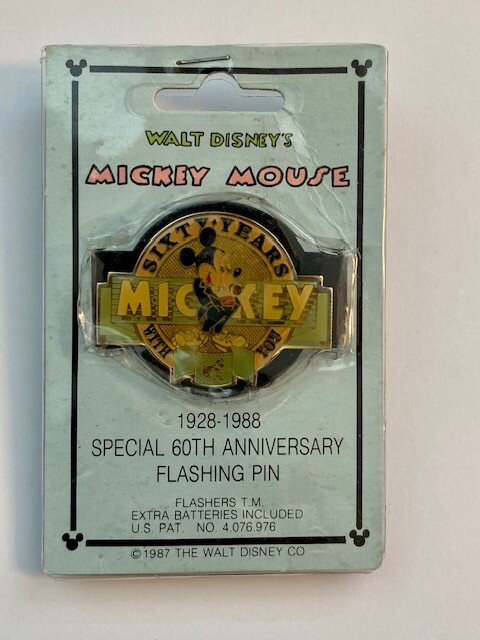 WALT DISNEY'S
MICKEY MOUSE
SIXTY YEARS
MICKEY
WITH YOU
1928-1988
SPECIAL 60TH ANNIVERSARY
FLASHING PIN
FLASHERS T.M.
EXTRA BATTERIES INCLUDED
U.S. PAT. NO. 4,076,976
©1987 THE WALT DISNEY CO